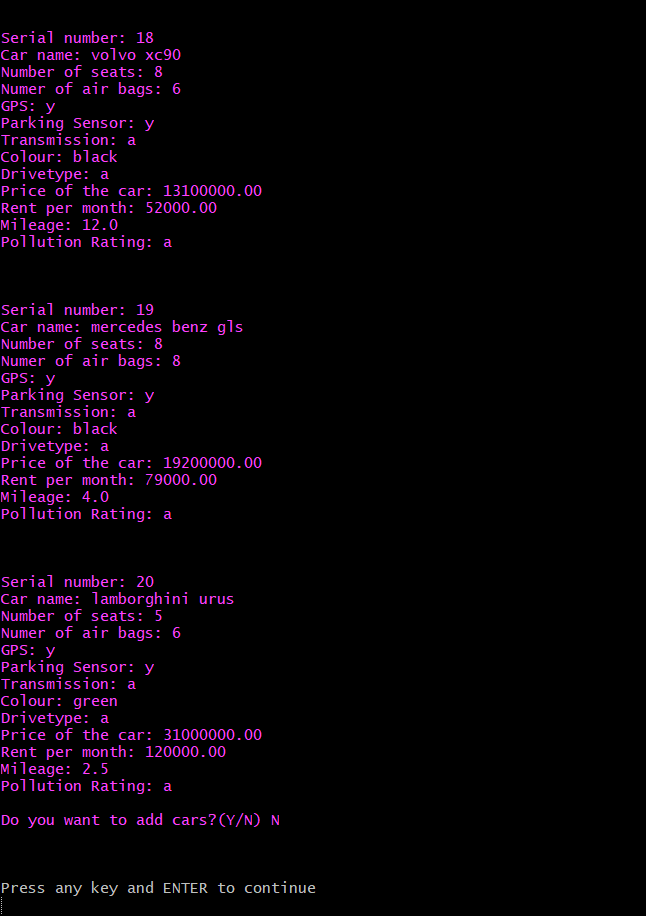 Serial number: 18
Car name: volvo xc90
Number of seats: 8
Numer of air bags: 6
GPS: y
Parking Sensor: y
Transmission: a
Colour: black
Drivetype: a
Price of the car: 13100000.00
Rent per month: 52000.00
Mileage: 12.0
Pollution Rating: a
Serial number: 19
Car name: mercedes benz gls
Number of seats: 8
Numer of air bags: 8
GPS: y
Parking Sensor: y
Transmission: a
Colour: black
Drivetype: a
Price of the car: 19200000.00
Rent per month: 79000.00
Mileage: 4.0
Pollution Rating: a
Serial number: 20
Car name: lamborghini urus
Number of seats: 5
Numer of air bags: 6
GPS: y
Parking Sensor: y
Transmission: a
Colour: green
Drivetype: a
Price of the car: 31000000.00
Rent per month: 120000.00
Mileage: 2.5
Pollution Rating: a
Do you want to add cars?(Y/N) N
Press any key and ENTER to continue